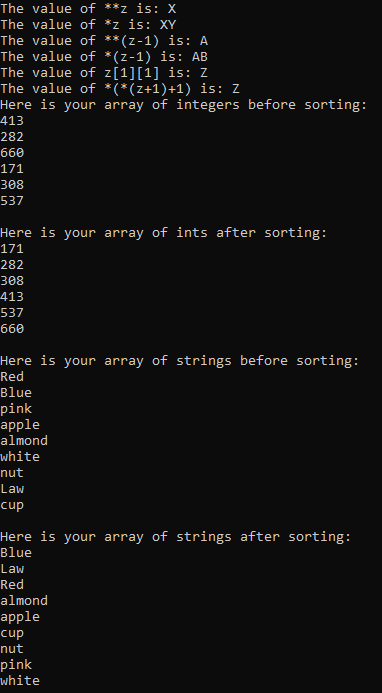 The value of **z is: X
The value of *z is: XY
The value of **(z-1) is: A
The value of *(z-1) is: AB
The value of z[1][1] is: Z
The value of *(*(z+1)+1) is: Z
Here is your array of integers before sorting:
413
282
660
171
308
537

Here is your array of ints after sorting:
171
282
308
413
537
660

Here is your array of strings before sorting:
Red
Blue
pink
apple
almond
white
nut
Law
cup

Here is your array of strings after sorting:
Blue
Law
Red
almond
apple
cup
nut
pink
white